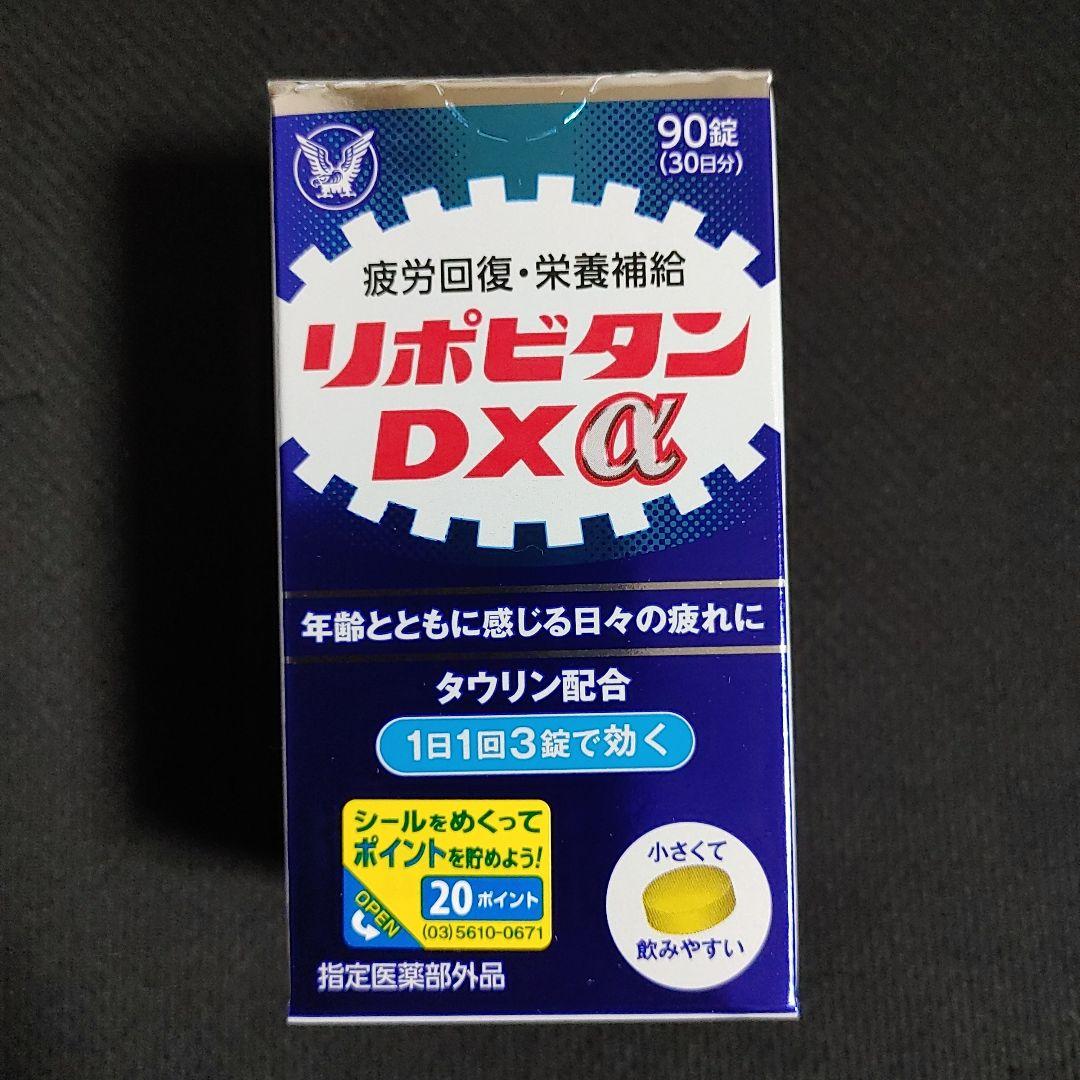 90錠
(30日分)
疲労回復・栄養補給
リポビタン
DXα
年齢とともに感じる日々の疲れに
タウリン配合
1日1回3錠で効く
シールをめくって
ポイントを貯めよう!
20ポイント
OPEN
(03)5610-0671
小さくて
飲みやすい
指定医薬部外品